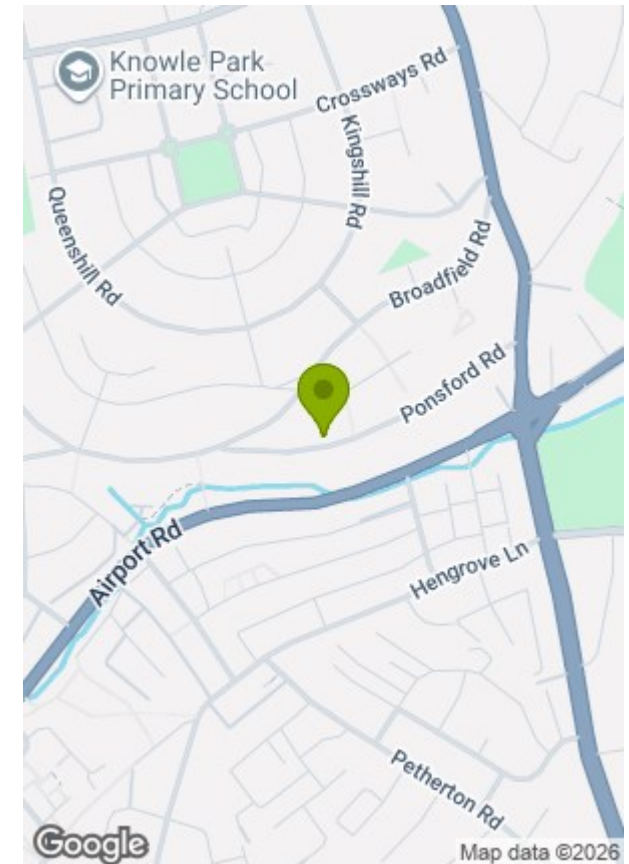 Knowle Park
Primary School
Crossways Rd
Kingshill Rd
Queenshill Rd
Broadfield Rd
Ponsford Rd
Airport Rd
Hengrove Ln
Petherton Rd
Google
Map data ©2026